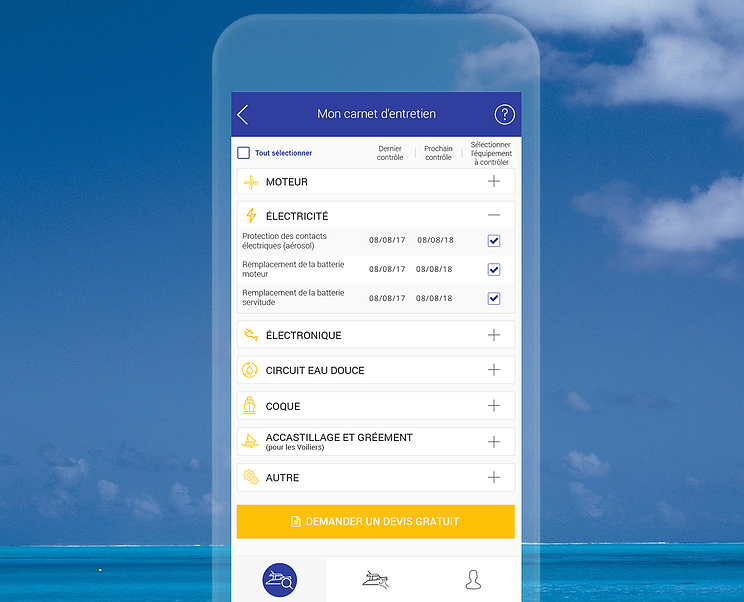 Mon carnet d'entretien
?
Tout sélectionner
Dernier
contrôle
Prochain
contrôle
Sélectionner
l'équipement
à contrôler
MOTEUR
ÉLECTRICITÉ
Protection des contacts
électriques (aérosol)
08/08/17 08/08/18
Remplacement de la batterie
moteur
08/08/17 08/08/18
Remplacement de la batterie
servitude
08/08/17 08/08/18
ÉLECTRONIQUE
CIRCUIT EAU DOUCE
COQUE
ACCASTILLAGE ET GRÉEMENT
(pour les Voiliers)
AUTRE
DEMANDER UN DEVIS GRATUIT